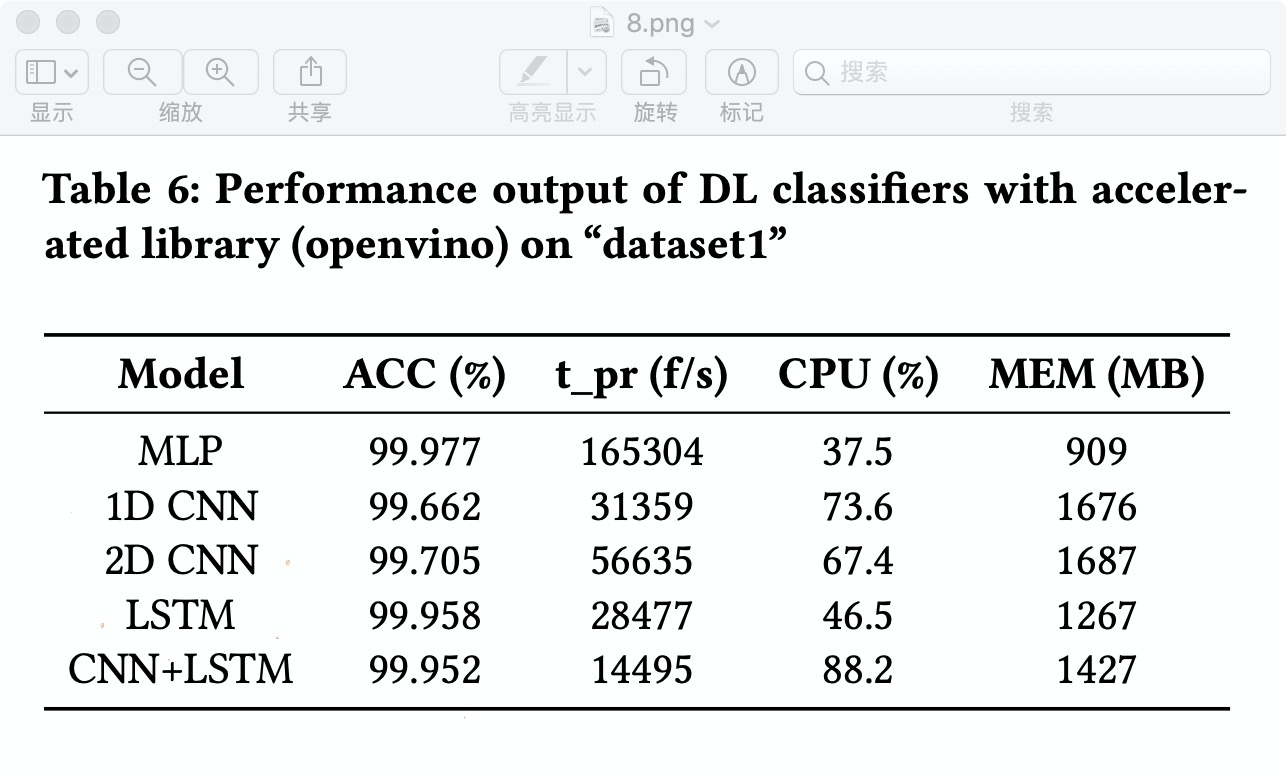 8.png
显示
缩放
共享
高亮显示
旋转
标记
搜索
搜索
Table 6: Performance output of DL classifiers with acceler-
ated library (openvino) on “dataset1”
Model ACC (%) t_pr (f/s) CPU (%) MEM (MB)
MLP 99.977 165304 37.5 909
1D CNN 99.662 31359 73.6 1676
2D CNN 99.705 56635 67.4 1687
LSTM 99.958 28477 46.5 1267
CNN+LSTM 99.952 14495 88.2 1427